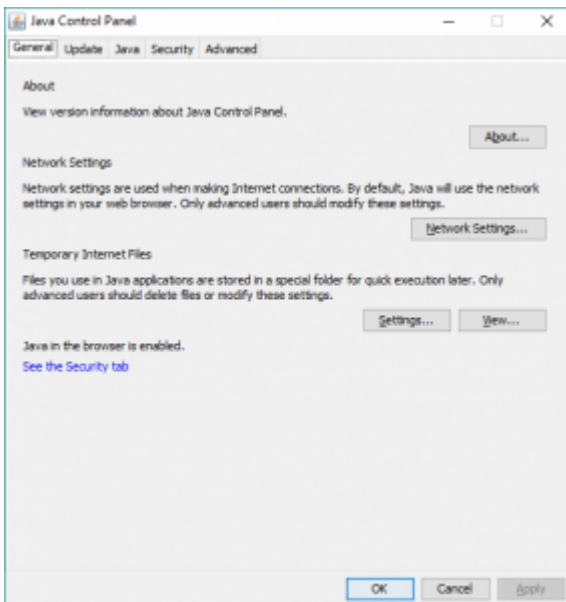 Java Control Panel
General Update Java Security Advanced
About
View version information about Java Control Panel.
About...
Network Settings
Network settings are used when making Internet connections. By default, Java will use the network
settings in your web browser. Only advanced users should modify these settings.
Network Settings...
Temporary Internet Files
Files you use in Java applications are stored in a special folder for quick execution later. Only
advanced users should delete files or modify these settings.
Settings... View...
Java in the browser is enabled.
See the Security tab
OK Cancel Apply